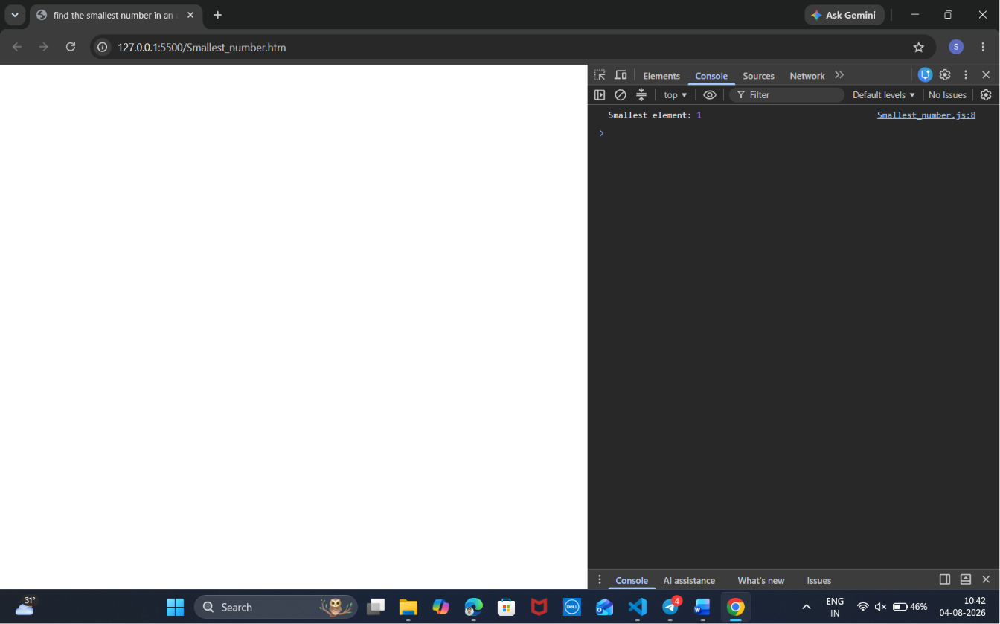 find the smallest number in an
Ask Gemini
127.0.0.1:5500/Smallest_number.htm
S
Elements
Console
Sources
Network
top
Filter
Default levels
No Issues
Smallest element: 1
Smallest_number.js:8
Console
AI assistance
What's new
Issues
31°
Search
DELL
4
ENG
IN
46%
10:42
04-08-2026